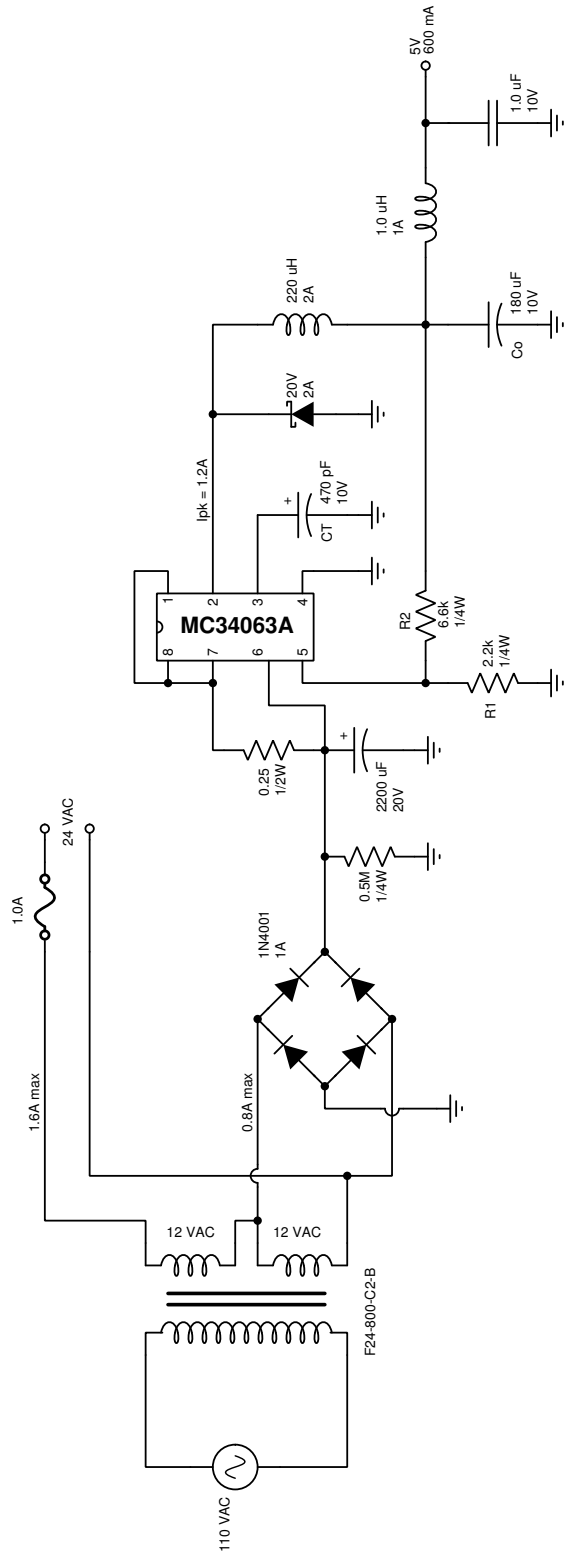 110 VAC
F24-800-C2-B
12 VAC
12 VAC
1.6A max
0.8A max
1.0A
24 VAC
1N4001
1A
0.5M
1/4W
0.25
1/2W
2200 uF
20V
+
MC34063A
8
7
6
5
1
2
3
4
Ipk = 1.2A
+
CT
470 pF
10V
20V
2A
220 uH
2A
R1
2.2k
1/4W
R2
6.6k
1/4W
Co
180 uF
10V
1.0 uH
1A
1.0 uF
10V
5V
600 mA